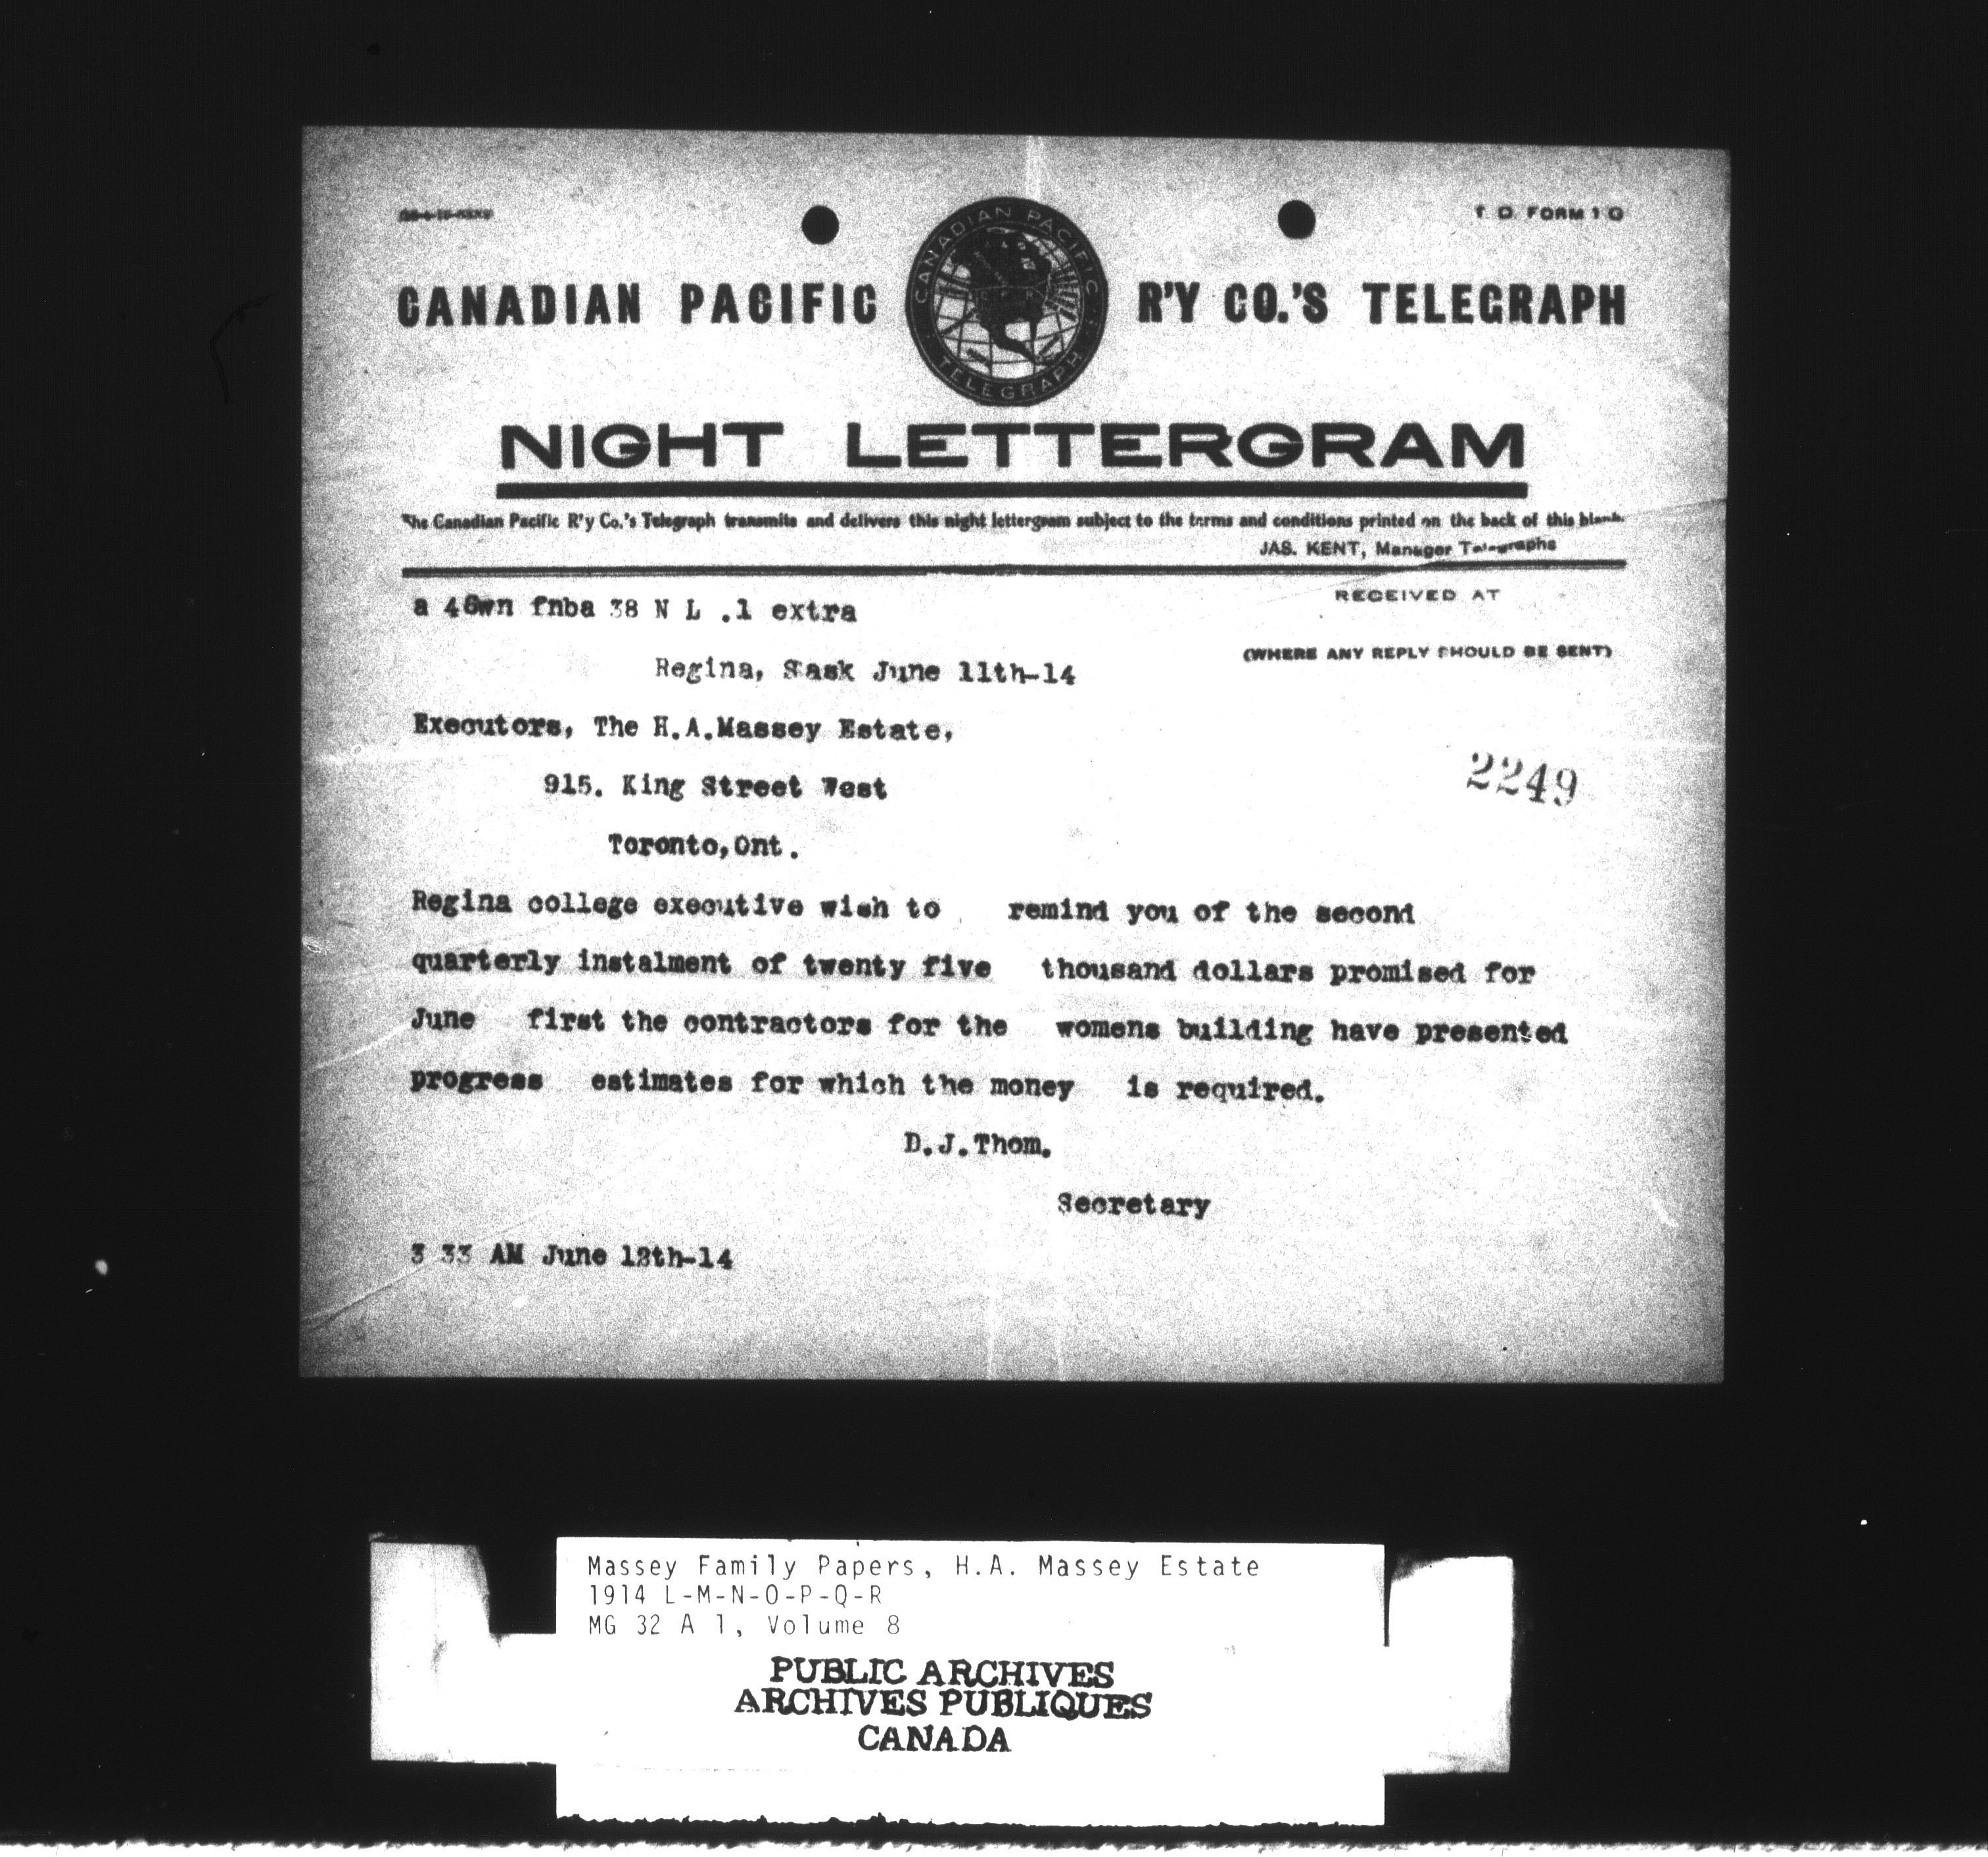 T. D. FORM 1 Q
CANADIAN PACIFIC R'Y CO.'S TELEGRAPH
CANADIAN PACIFIC
TELEGRAPH
NIGHT LETTERGRAM
The Canadian Pacific R'y Co.'s Telegraph transmits and delivers this night lettergram subject to the terms and conditions printed on the back of this blank.
JAS. KENT, Manager Telegraphs
a 46wn fnba 38 N L .1 extra
RECEIVED AT
(WHERE ANY REPLY SHOULD BE SENT)
Regina, Sask June 11th-14
Executors, The H.A.Massey Estate,
915. King Street West
2249
Toronto,Ont.
Regina college executive wish to remind you of the second
quarterly instalment of twenty five thousand dollars promised for
June first the contractors for the womens building have presented
progress estimates for which the money is required.
D.J.Thom.
Secretary
3 33 AM June 12th-14
Massey Family Papers, H.A. Massey Estate
1914 L-M-N-O-P-Q-R
MG 32 A 1, Volume 8
PUBLIC ARCHIVES
ARCHIVES PUBLIQUES
CANADA